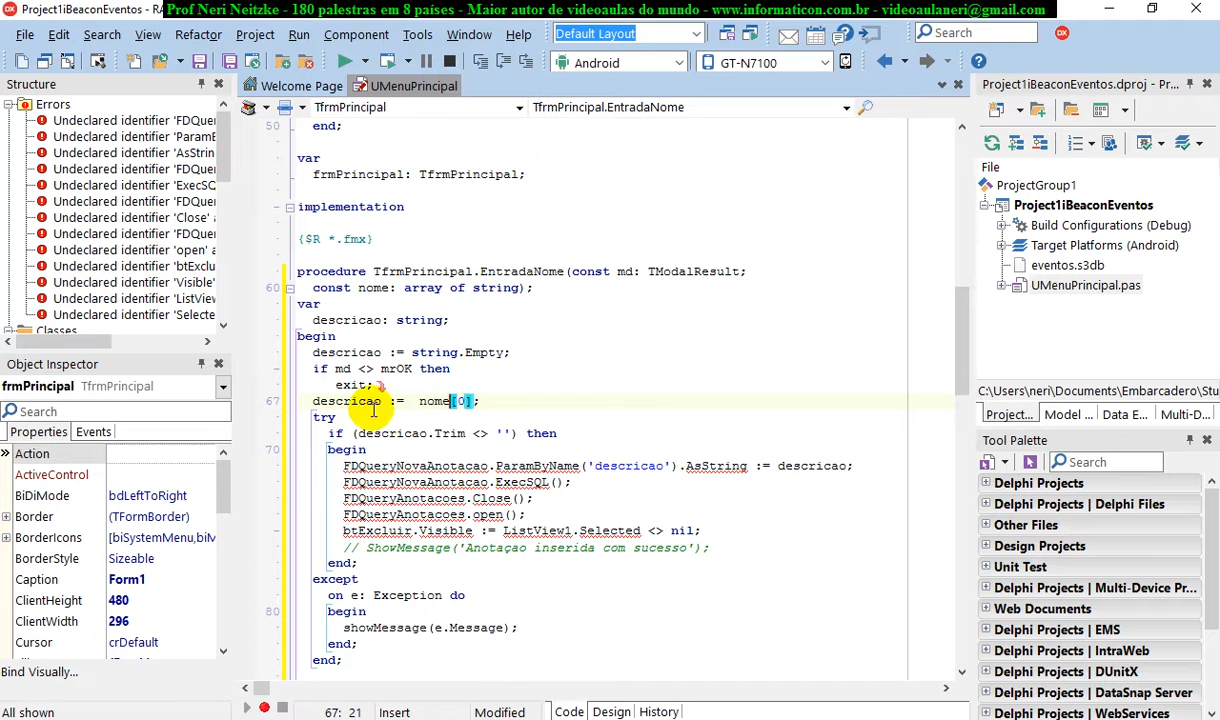 Project1iBeaconEventos - RA
Prof Neri Neitzke - 180 palestras em 8 países - Maior autor de videoaulas do mundo - www.informaticon.com.br - videoaulaneri@gmail.com
File Edit Search View Refactor Project Run Component Tools Window Help
Default Layout
Search
Android
GT-N7100
Structure
Errors
Undeclared identifier 'FDQuer
Undeclared identifier 'ParamB
Undeclared identifier 'AsStrin
Undeclared identifier 'FDQuer
Undeclared identifier 'ExecSQ
Undeclared identifier 'FDQuer
Undeclared identifier 'Close' a
Undeclared identifier 'FDQuer
Undeclared identifier 'open' a
Undeclared identifier 'btExclu
Undeclared identifier 'Visible'
Undeclared identifier 'ListView
Undeclared identifier 'Selecte
Classes
Object Inspector
frmPrincipal TfrmPrincipal
Search
Properties Events
Action
ActiveControl
BiDiMode bdLeftToRight
Border (TFormBorder)
BorderIcons [biSystemMenu,biM
BorderStyle Sizeable
Caption Form1
ClientHeight 480
ClientWidth 296
Cursor crDefault
Bind Visually...
All shown
Welcome Page UMenuPrincipal
TfrmPrincipal TfrmPrincipal.EntradaNome
50 end;
var
frmPrincipal: TfrmPrincipal;
implementation
{$R *.fmx}
procedure TfrmPrincipal.EntradaNome(const md: TModalResult;
60 const nome: array of string);
var
descricao: string;
begin
descricao := string.Empty;
if md <> mrOK then
exit;
67 descricao := nome[0];
try
if (descricao.Trim <> '') then
70 begin
FDQueryNovaAnotacao.ParamByName('descricao').AsString := descricao;
FDQueryNovaAnotacao.ExecSQL();
FDQueryAnotacoes.Close();
FDQueryAnotacoes.open();
btExcluir.Visible := ListView1.Selected <> nil;
// ShowMessage('Anotaçao inserida com sucesso');
end;
except
on e: Exception do
80 begin
showMessage(e.Message);
end;
end;
67: 21 Insert Modified Code Design History
Project1iBeaconEventos.dproj - Pr...
File
ProjectGroup1
Project1iBeaconEventos
Build Configurations (Debug)
Target Platforms (Android)
eventos.s3db
UMenuPrincipal.pas
C:\Users\neri\Documents\Embarcadero\Studio\
Projec... Model ... Data E... Multi-D...
Tool Palette
Search
Delphi Projects
Delphi Projects | Delphi Files
Other Files
Design Projects
Unit Test
Delphi Projects | Multi-Device Pr...
Web Documents
Delphi Projects | EMS
Delphi Projects | IntraWeb
Delphi Projects | DUnitX
Delphi Projects | DataSnap Server
Delphi Projects | WebServices